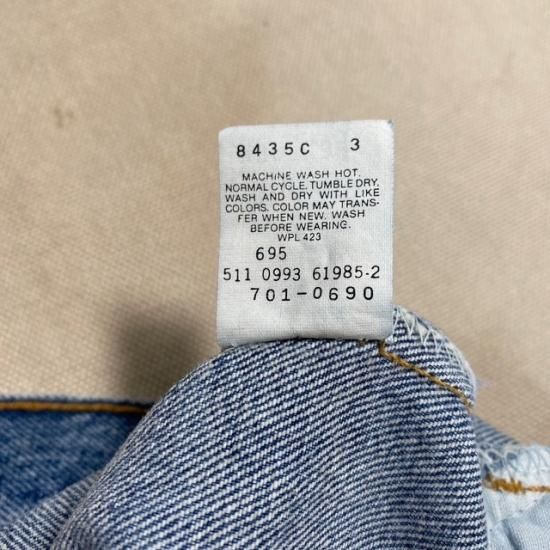 8435C 3
MACHINE WASH HOT.
NORMAL CYCLE. TUMBLE DRY.
WASH AND DRY WITH LIKE
COLORS. COLOR MAY TRANS-
FER WHEN NEW. WASH
BEFORE WEARING.
WPL 423
695
511 0993 61985-2
701-0690